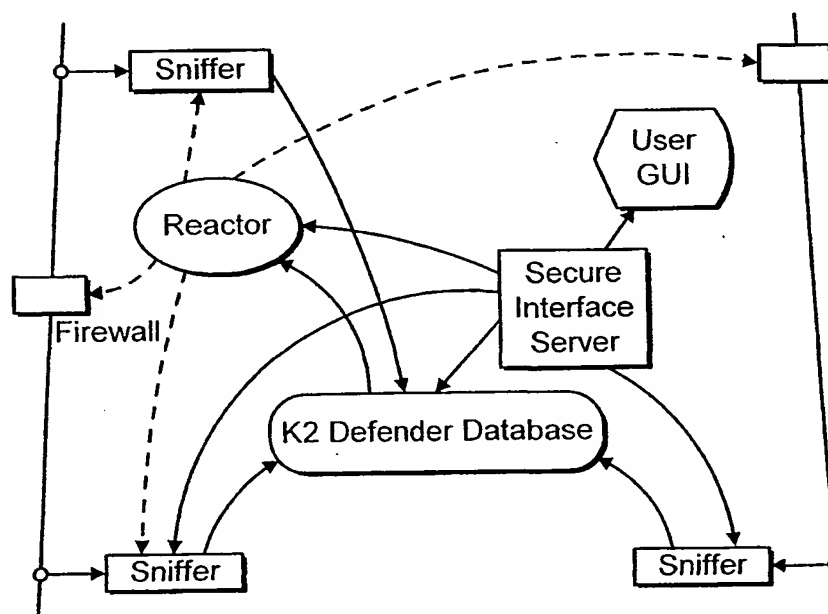 Sniffer
User
GUI
Reactor
Secure
Interface
Server
Firewall
K2 Defender Database
Sniffer
Sniffer